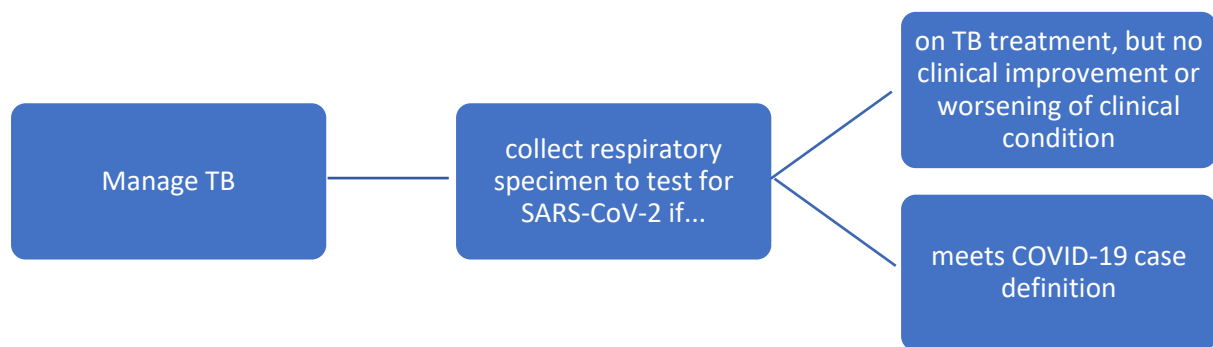 Manage TB
collect respiratory
specimen to test for
SARS-CoV-2 if...
on TB treatment, but no
clinical improvement or
worsening of clinical
condition
meets COVID-19 case
definition